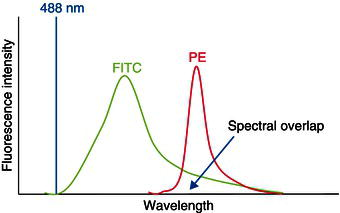 488 nm
FITC
PE
Spectral overlap
Fluorescence intensity
Wavelength